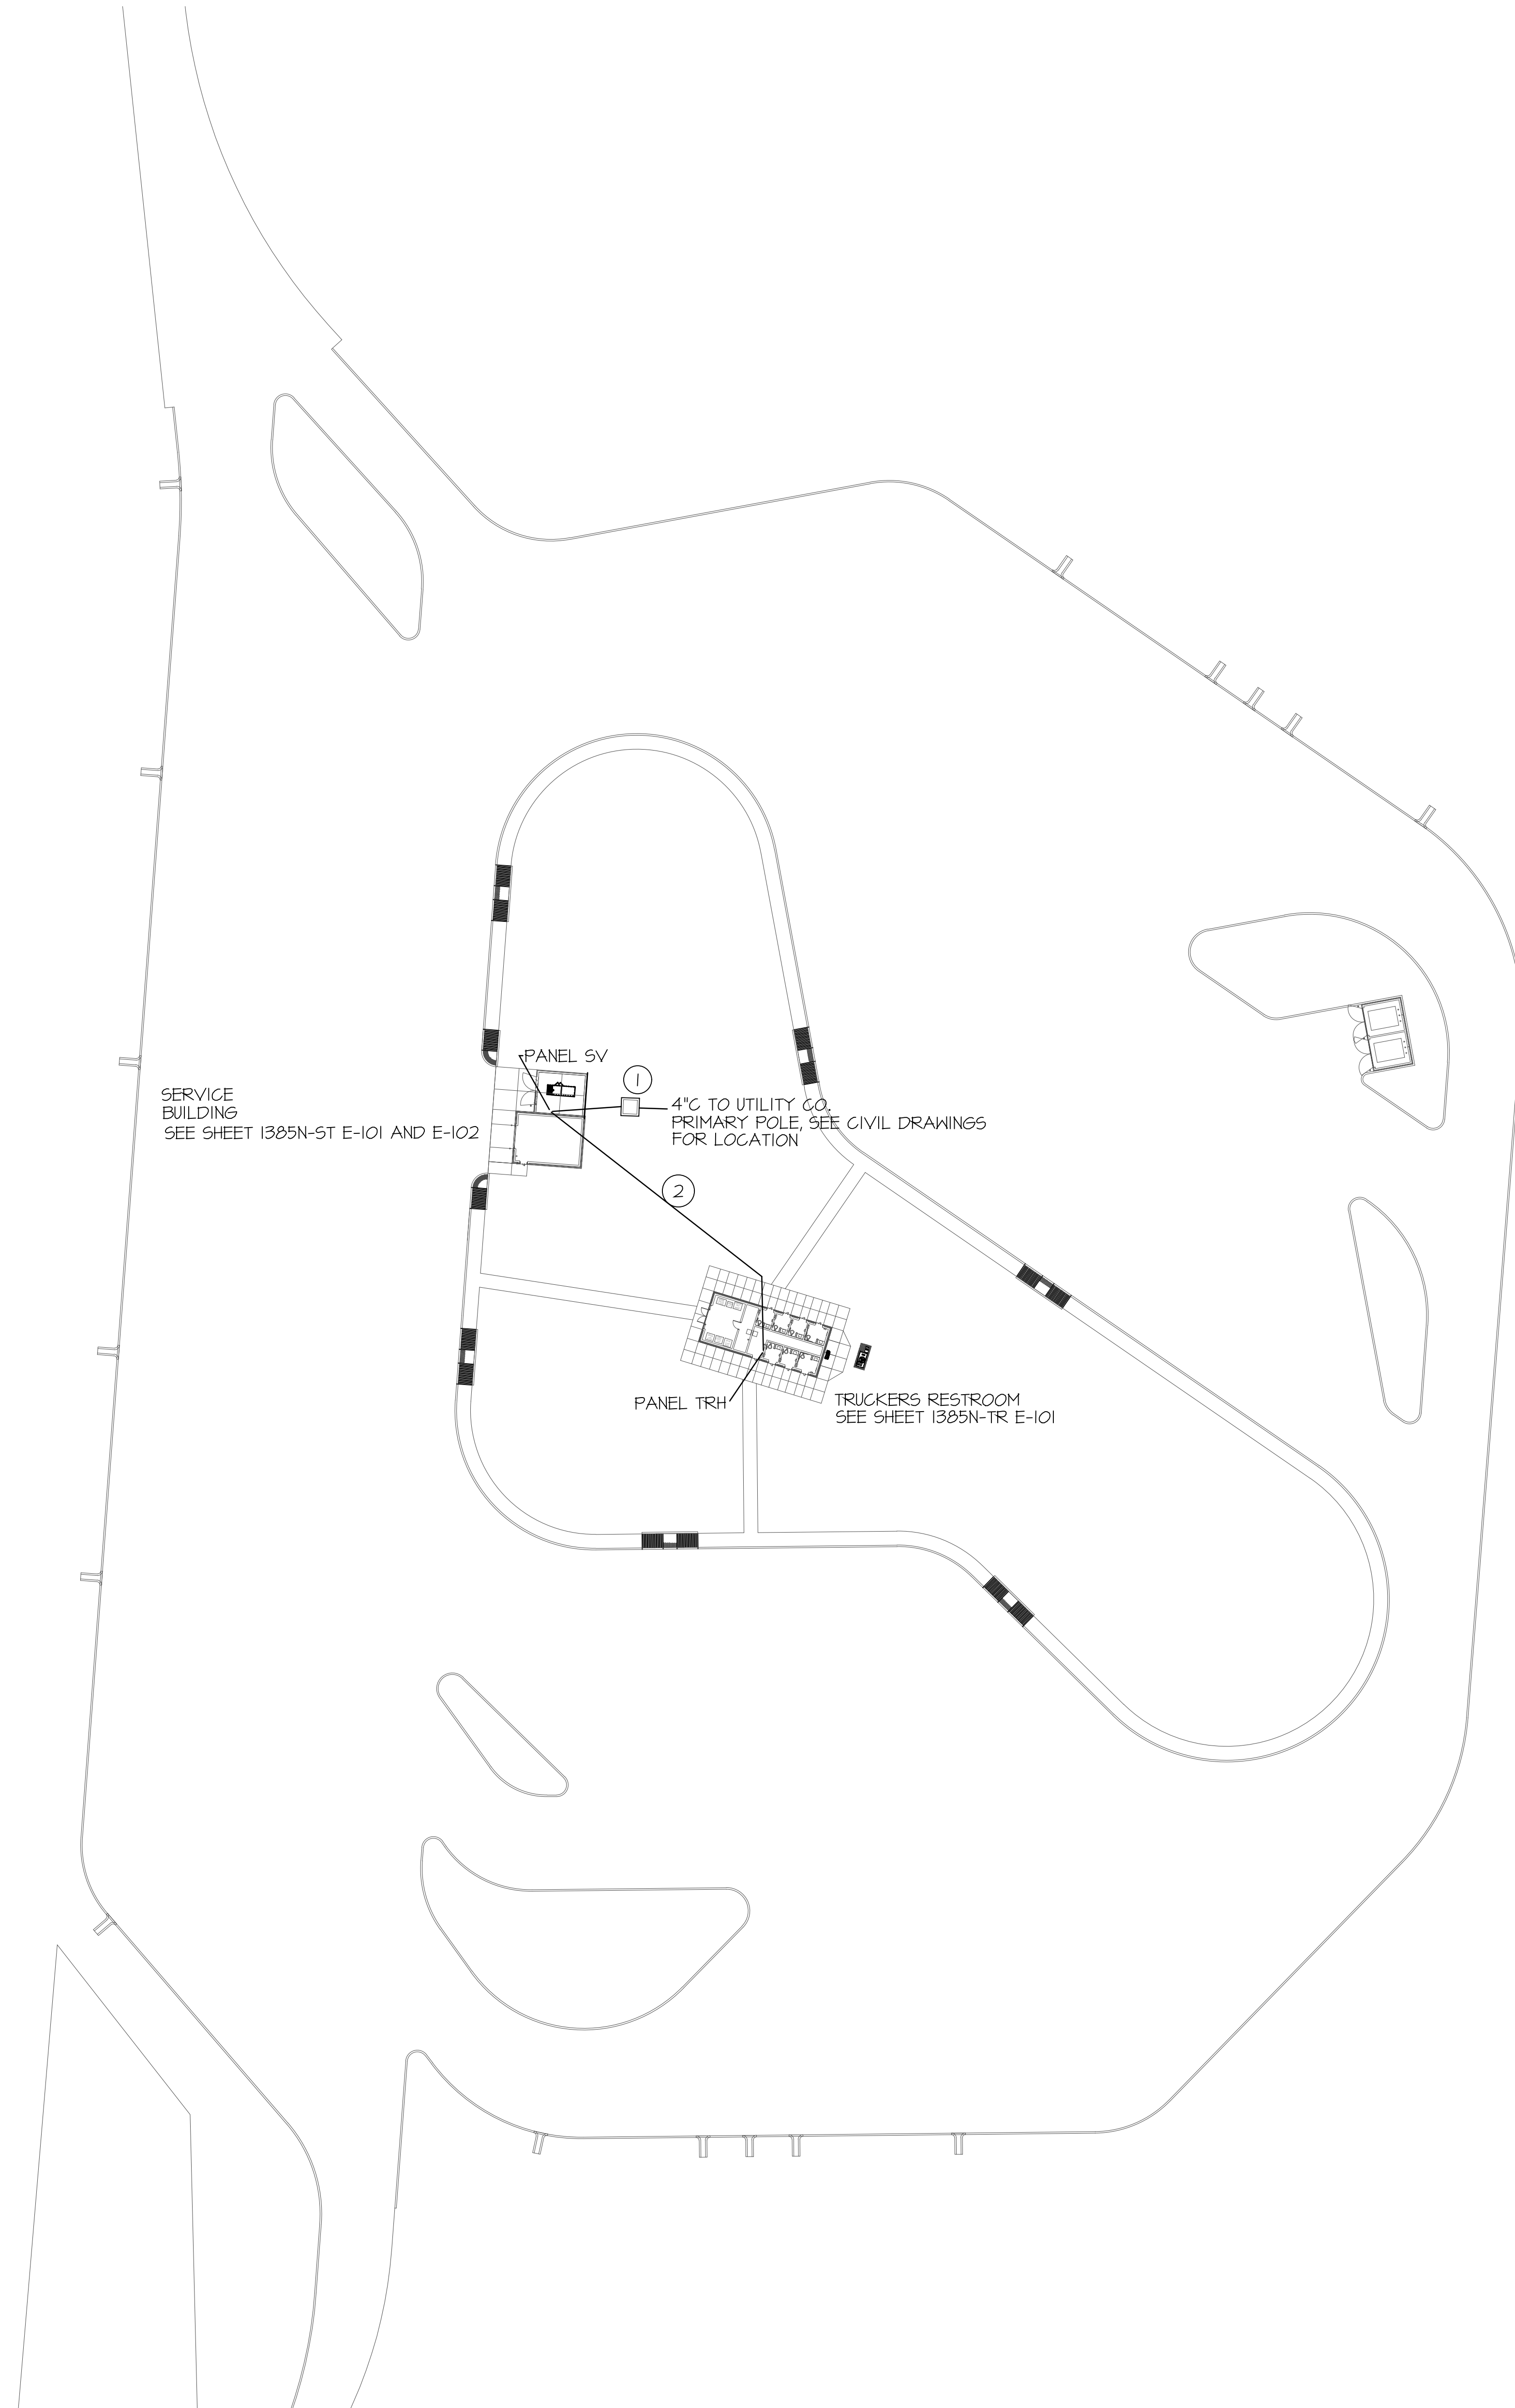 PANEL SV
1
SERVICE
BUILDING
SEE SHEET 1385N-ST E-101 AND E-102
4"C TO UTILITY CO.
PRIMARY POLE, SEE CIVIL DRAWINGS
FOR LOCATION
2
PANEL TRH
TRUCKERS RESTROOM
SEE SHEET 1385N-TR E-101